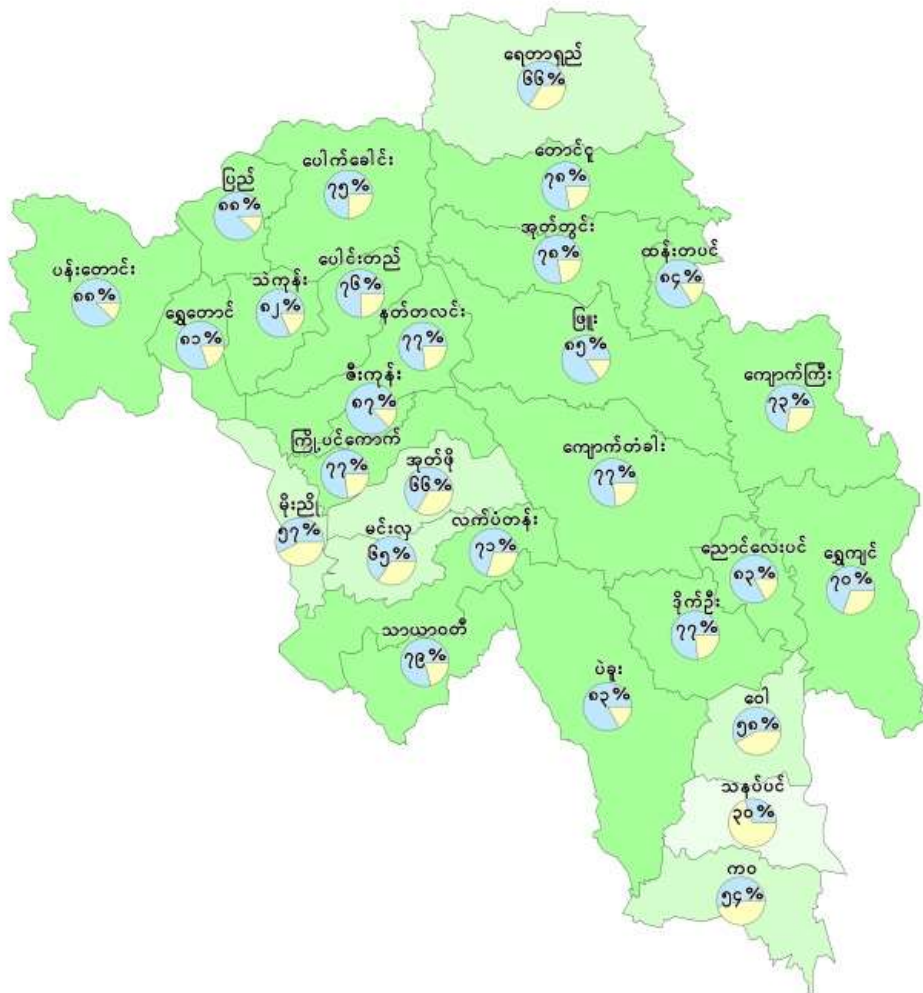 ရေတာရှည်
၆၆%
တောင်ငူ
၇၈%
ပေါက်ခေါင်း
၇၅%
ပြည်
၈၈%
အုတ်တွင်း
၇၈%
ထန်းတပင်
၈၄%
ပန်းတောင်း
၈၈%
သဲကုန်း
၈၂%
ပေါင်းတည်
၇၆%
ရွှေတောင်
၈၁%
နတ်တလင်း
၇၇%
ဖြူး
၈၅%
ကျောက်ကြီး
၇၃%
ဇီးကုန်း
၈၇%
ကြို့ပင်ကောက်
၇၇%
အုတ်ဖို
၆၆%
ကျောက်တံခါး
၇၇%
မိုးညို
၅၇%
မင်းလှ
၆၅%
လက်ပံတန်း
၇၁%
ညောင်လေးပင်
၈၃%
ရွှေကျင်
၇၀%
ဒိုက်ဦး
၇၇%
သာယာဝတီ
၇၉%
ပဲခူး
၈၃%
ဝေါ
၅၈%
သနပ်ပင်
၃၀%
ကဝ
၅၄%